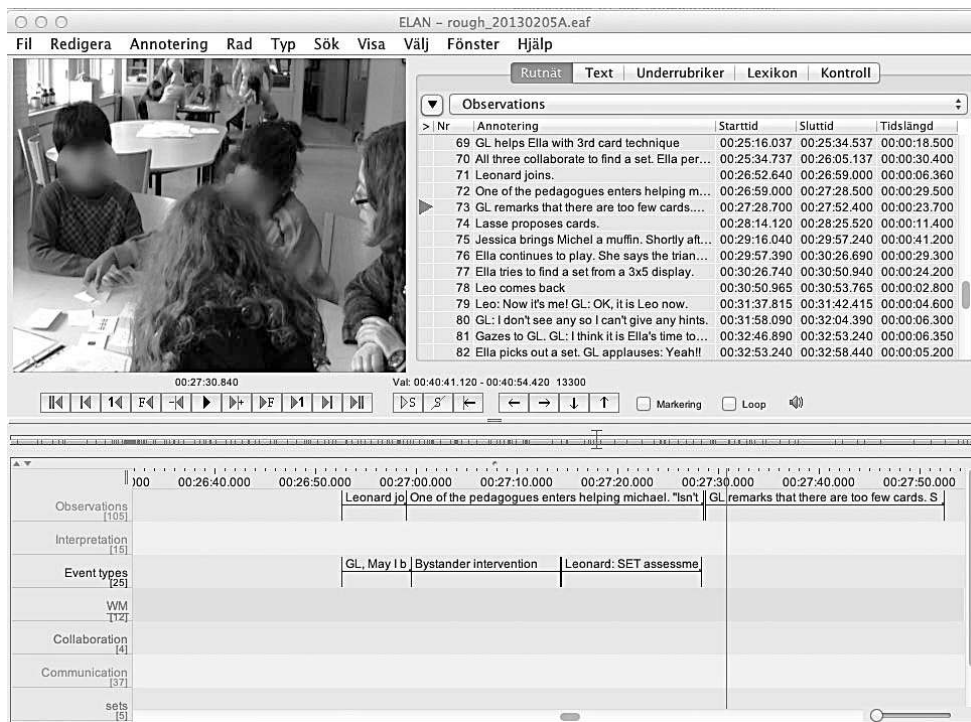 ELAN – rough_20130205A.eaf
Fil Redigera Annotering Rad Typ Sök Visa Välj Fönster Hjälp
Rutnät Text Underrubriker Lexikon Kontroll
Observations
> Nr Annotering Starttid Sluttid Tidslängd
69 GL helps Ella with 3rd card technique 00:25:16.037 00:25:34.537 00:00:18.500
70 All three collaborate to find a set. Ella per... 00:25:34.737 00:26:05.137 00:00:30.400
71 Leonard joins. 00:26:52.640 00:26:59.000 00:00:06.360
72 One of the pedagogues enters helping m... 00:26:59.000 00:27:28.500 00:00:29.500
73 GL remarks that there are too few cards.... 00:27:28.700 00:27:52.400 00:00:23.700
74 Lasse proposes cards. 00:28:14.120 00:28:25.520 00:00:11.400
75 Jessica brings Michel a muffin. Shortly aft... 00:29:16.040 00:29:57.240 00:00:41.200
76 Ella continues to play. She says the trian... 00:29:57.390 00:30:26.690 00:00:29.300
77 Ella tries to find a set from a 3x5 display. 00:30:26.740 00:30:50.940 00:00:24.200
78 Leo comes back 00:30:50.965 00:30:53.765 00:00:02.800
79 Leo: Now it's me! GL: OK, it is Leo now. 00:31:37.815 00:31:42.415 00:00:04.600
80 GL: I don't see any so I can't give any hints. 00:31:58.090 00:32:04.390 00:00:06.300
81 Gazes to GL. GL: I think it is Ella's time to... 00:32:46.890 00:32:53.240 00:00:06.350
82 Ella picks out a set. GL applauses: Yeah!! 00:32:53.240 00:32:58.440 00:00:05.200
00:27:30.840 Val: 00:40:41.120 - 00:40:54.420 13300
1 F + F 1 S S Markering Loop
000 00:26:40.000 00:26:50.000 00:27:00.000 00:27:10.000 00:27:20.000 00:27:30.000 00:27:40.000 00:27:50.000
Observations [105] Leonard jo One of the pedagogues enters helping michael. "Isn't GL remarks that there are too few cards. S
Interpretation [15]
Event types [25] GL, May I b Bystander intervention Leonard: SET assessme
WM [12]
Collaboration [4]
Communication [37]
sets [5]